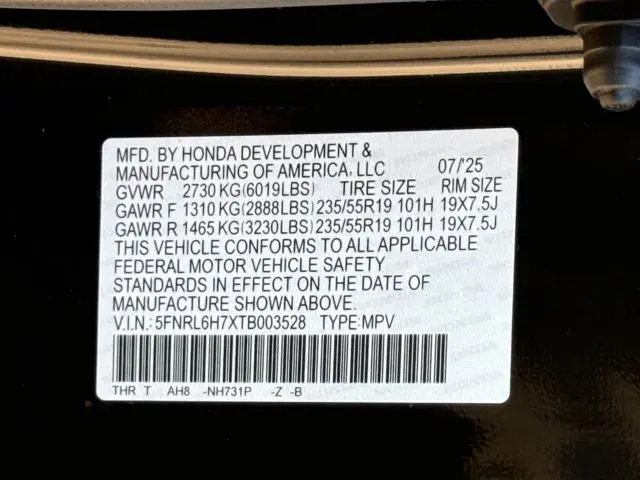 MFD. BY HONDA DEVELOPMENT &
MANUFACTURING OF AMERICA, LLC 07/'25
GVWR 2730 KG(6019LBS) TIRE SIZE RIM SIZE
GAWR F 1310 KG(2888LBS) 235/55R19 101H 19X7.5J
GAWR R 1465 KG(3230LBS) 235/55R19 101H 19X7.5J
THIS VEHICLE CONFORMS TO ALL APPLICABLE
FEDERAL MOTOR VEHICLE SAFETY
STANDARDS IN EFFECT ON THE DATE OF
MANUFACTURE SHOWN ABOVE.
V.I.N.: 5FNRL6H7XTB003528 TYPE:MPV
THR T AH8 -NH731P -Z -B